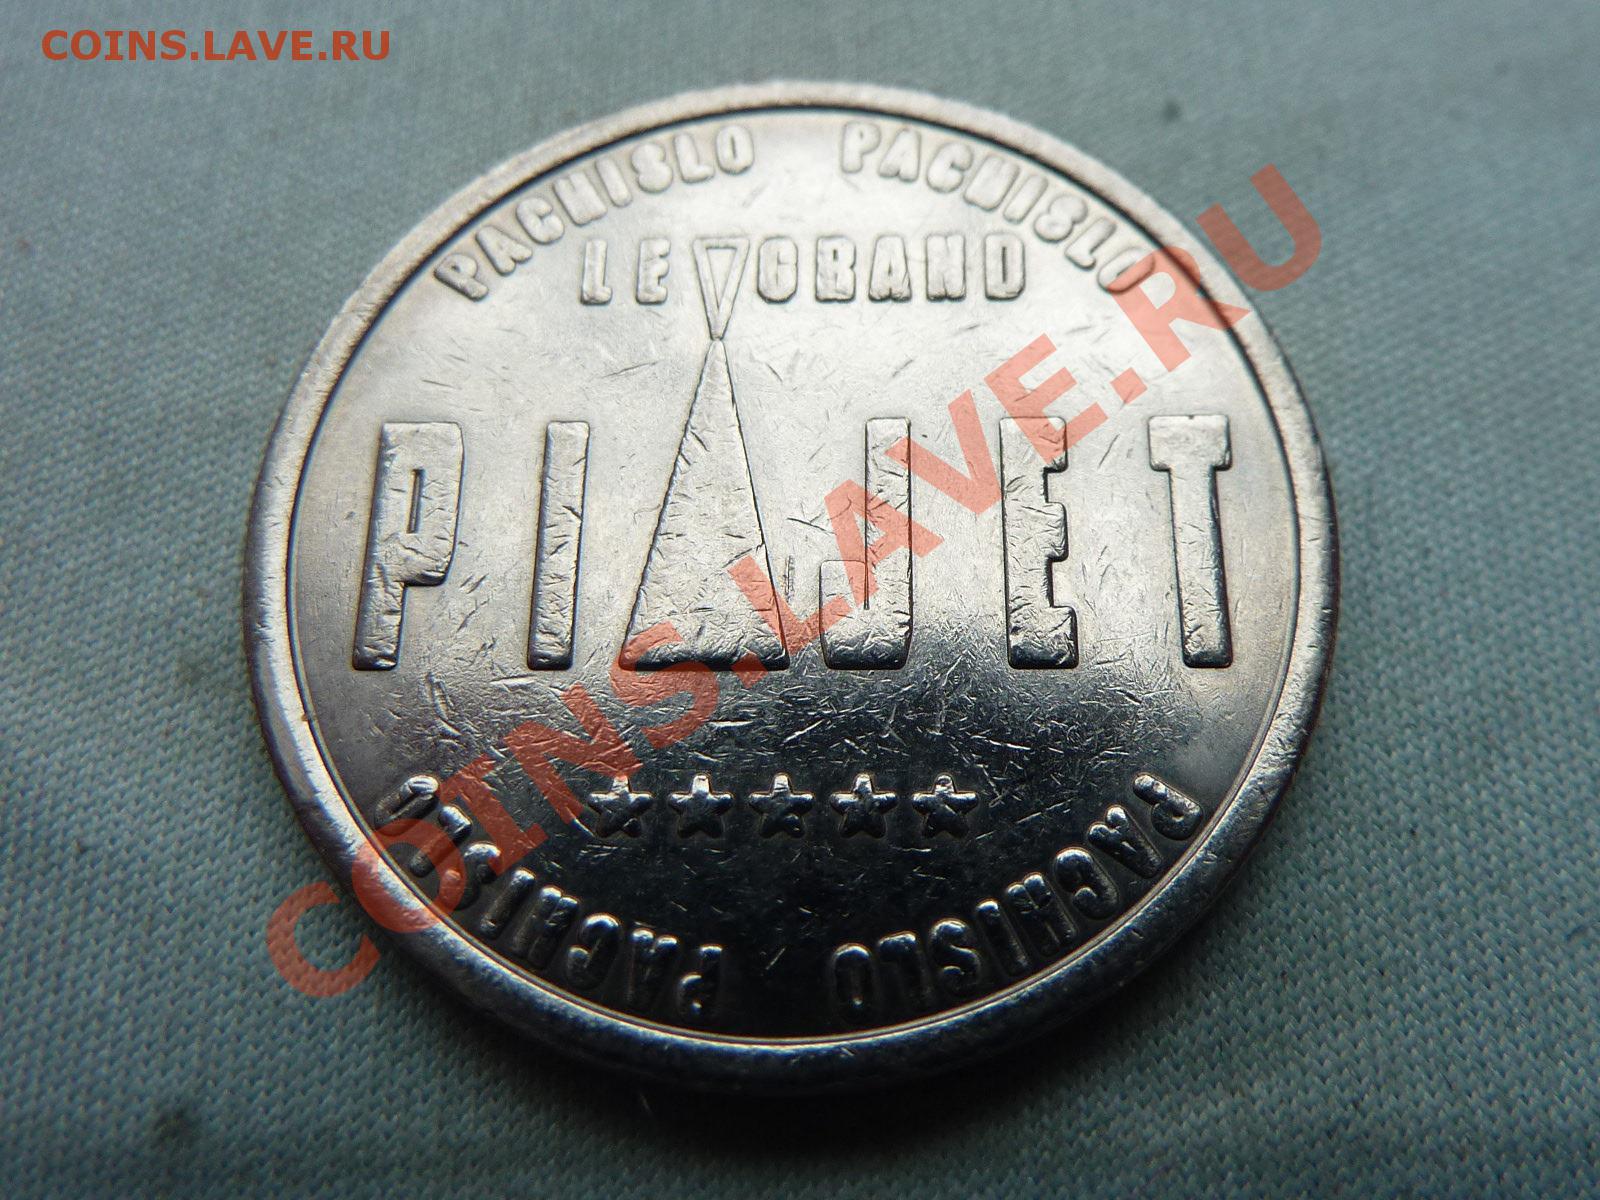 COINS.LAVE.RU
PACHISLO PACHISLO
LE GRAND
PIAJET
PACHISLO PACHISLO
COINS.LAVE.RU